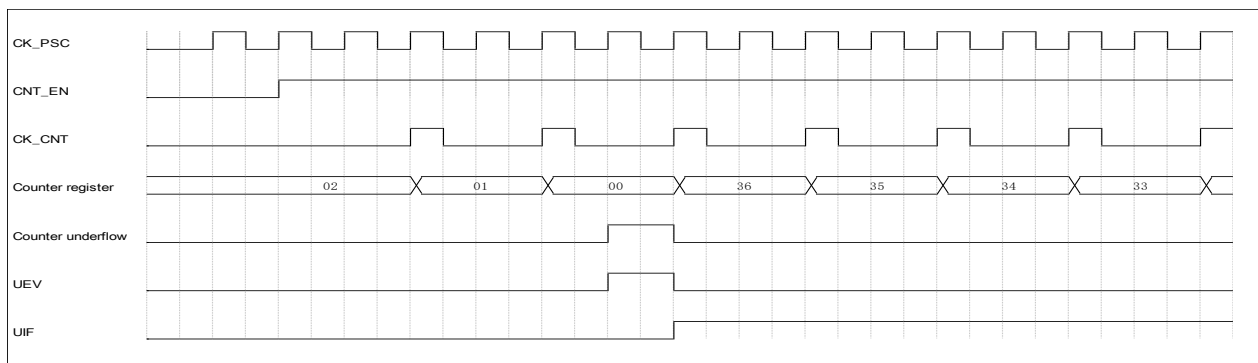 CK_PSC
CNT_EN
CK_CNT
Counter register 02 01 00 36 35 34 33
Counter underflow
UEV
UIF